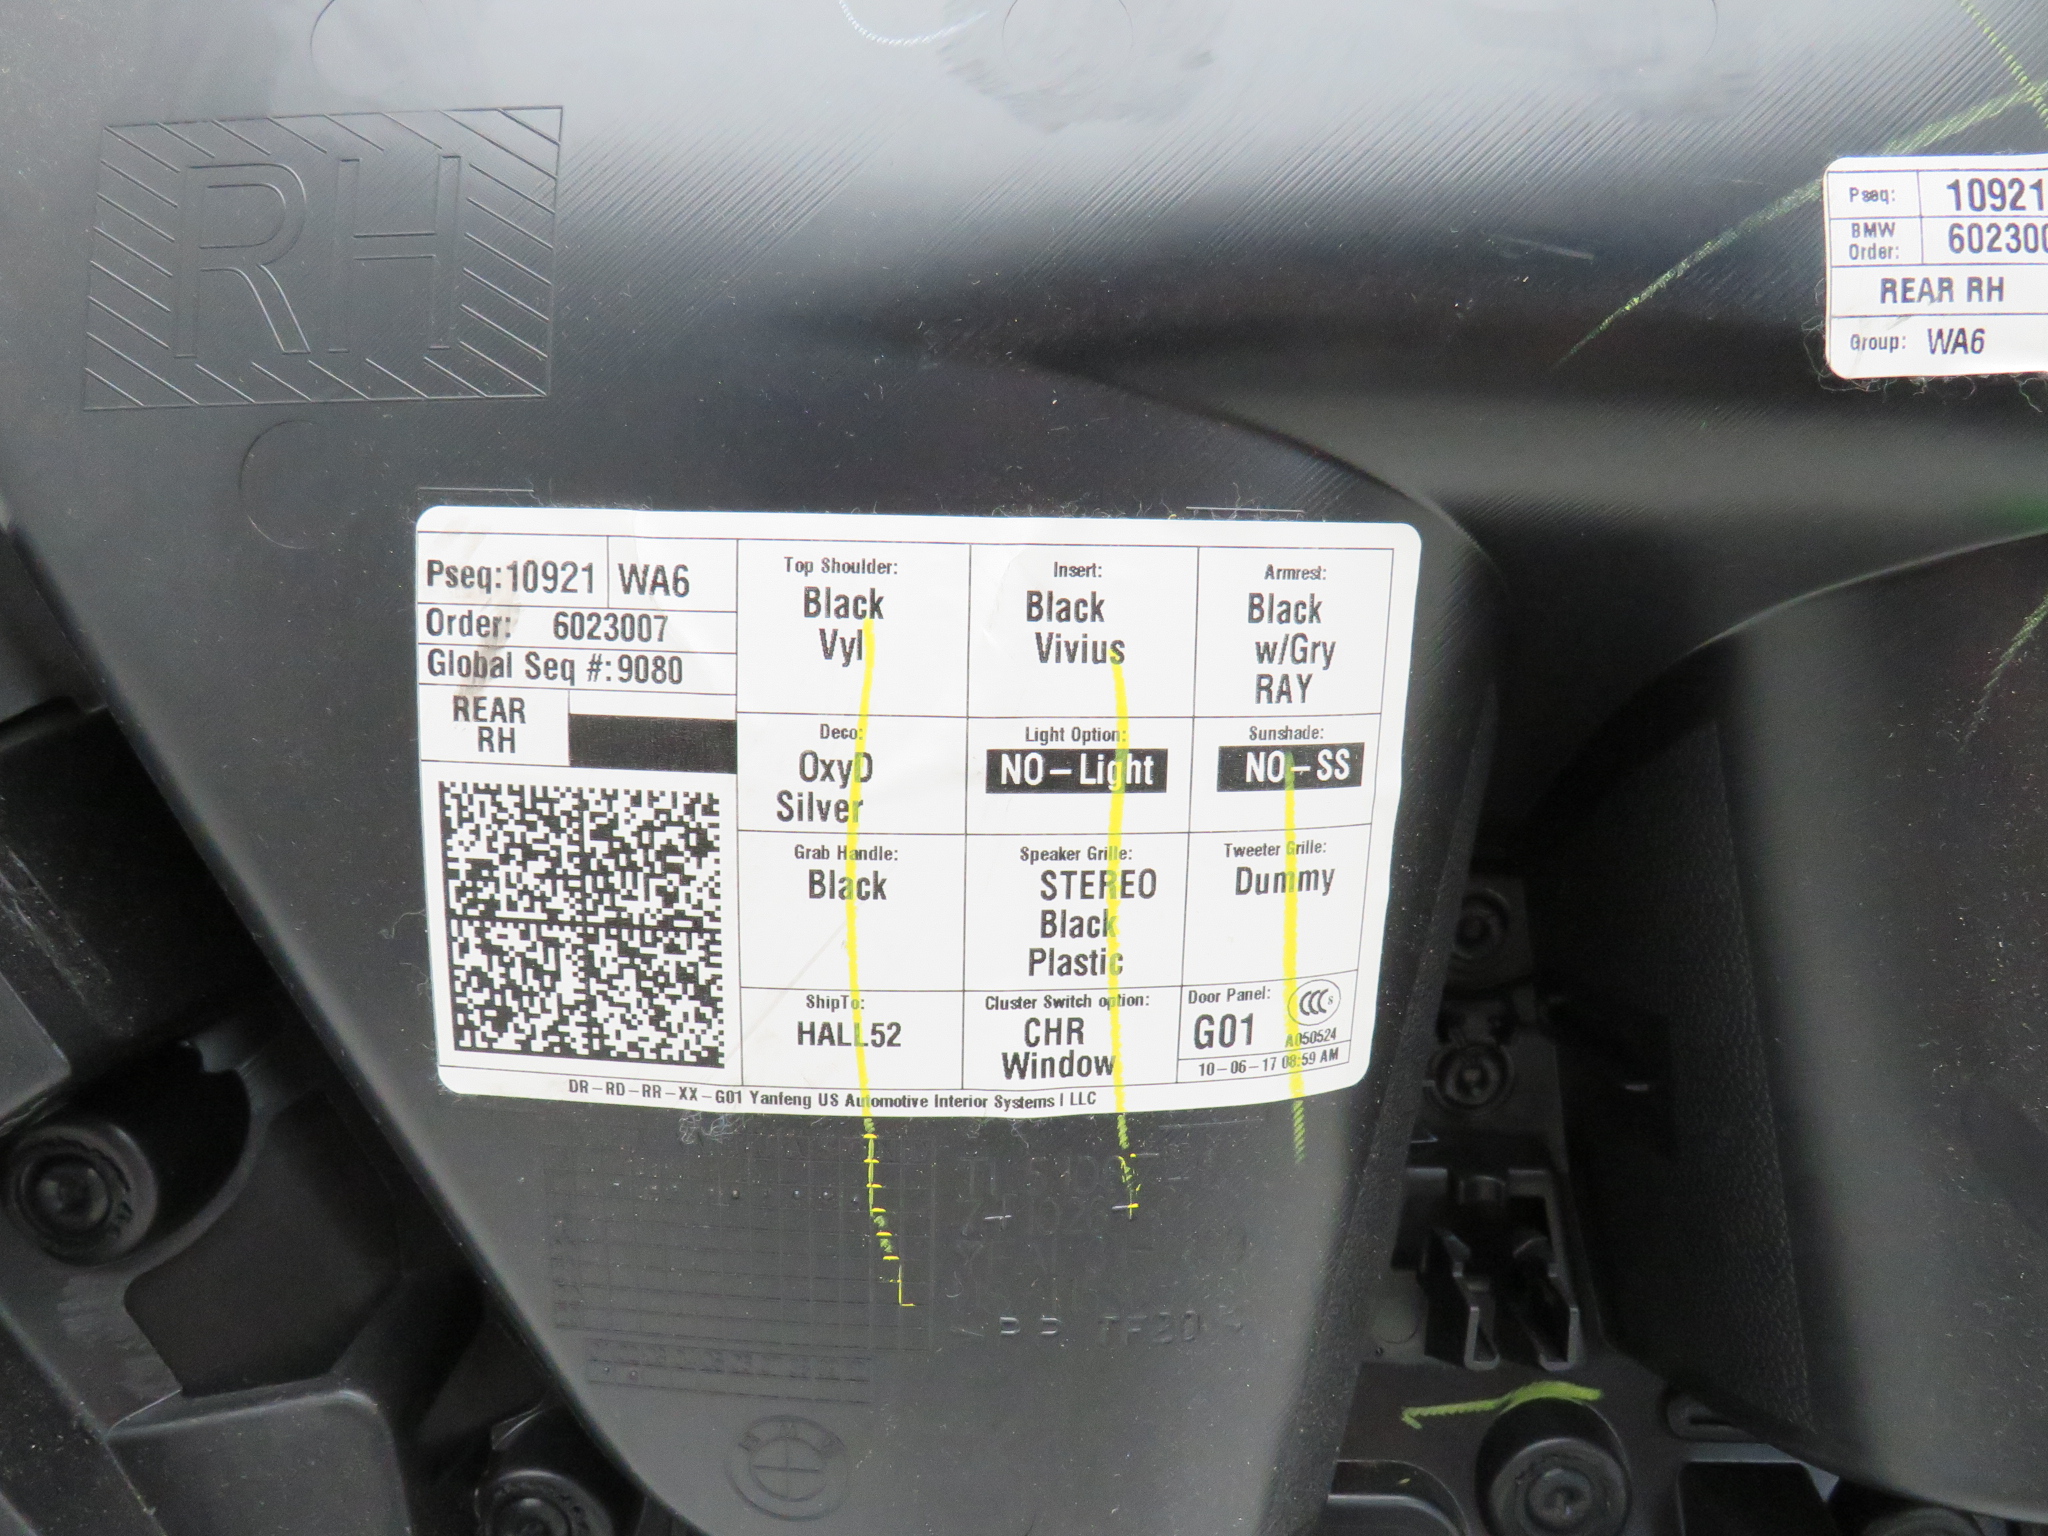 RH
Pseq: 10921
BMW Order: 602300
REAR RH
Group: WA6
Pseq:10921 WA6
Order: 6023007
Global Seq #:9080
REAR
RH
Top Shoulder:
Black
Vyl
Insert:
Black
Vivius
Armrest:
Black
w/Gry
RAY
Deco:
OxyD
Silver
Light Option:
NO-Light
Sunshade:
NO-SS
Grab Handle:
Black
Speaker Grille:
STEREO
Black
Plastic
Tweeter Grille:
Dummy
ShipTo:
HALL52
Cluster Switch option:
CHR
Window
Door Panel:
G01
CCC S
A050524
10-06-17 08:59 AM
DR-RD-RR-XX-G01 Yanfeng US Automotive Interior Systems I LLC
TF20
BMW